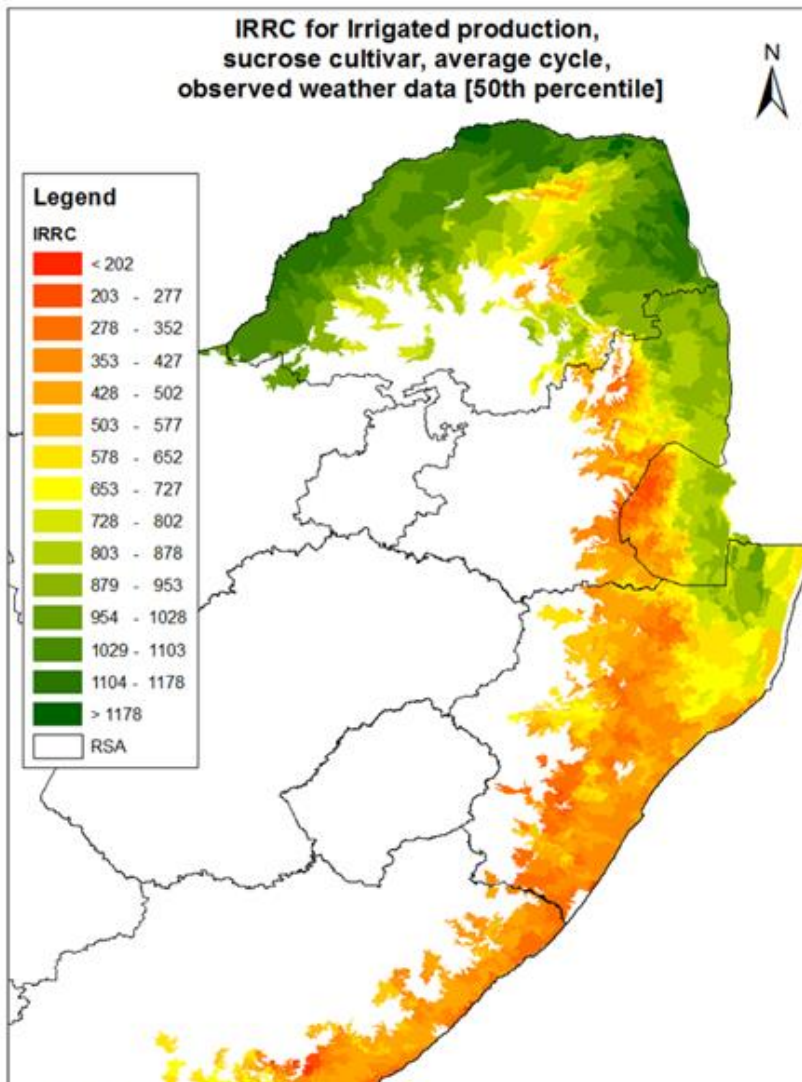 IRRC for Irrigated production,
sucrose cultivar, average cycle,
observed weather data [50th percentile]
N
Legend
IRRC
< 202
203 - 277
278 - 352
353 - 427
428 - 502
503 - 577
578 - 652
653 - 727
728 - 802
803 - 878
879 - 953
954 - 1028
1029 - 1103
1104 - 1178
> 1178
RSA